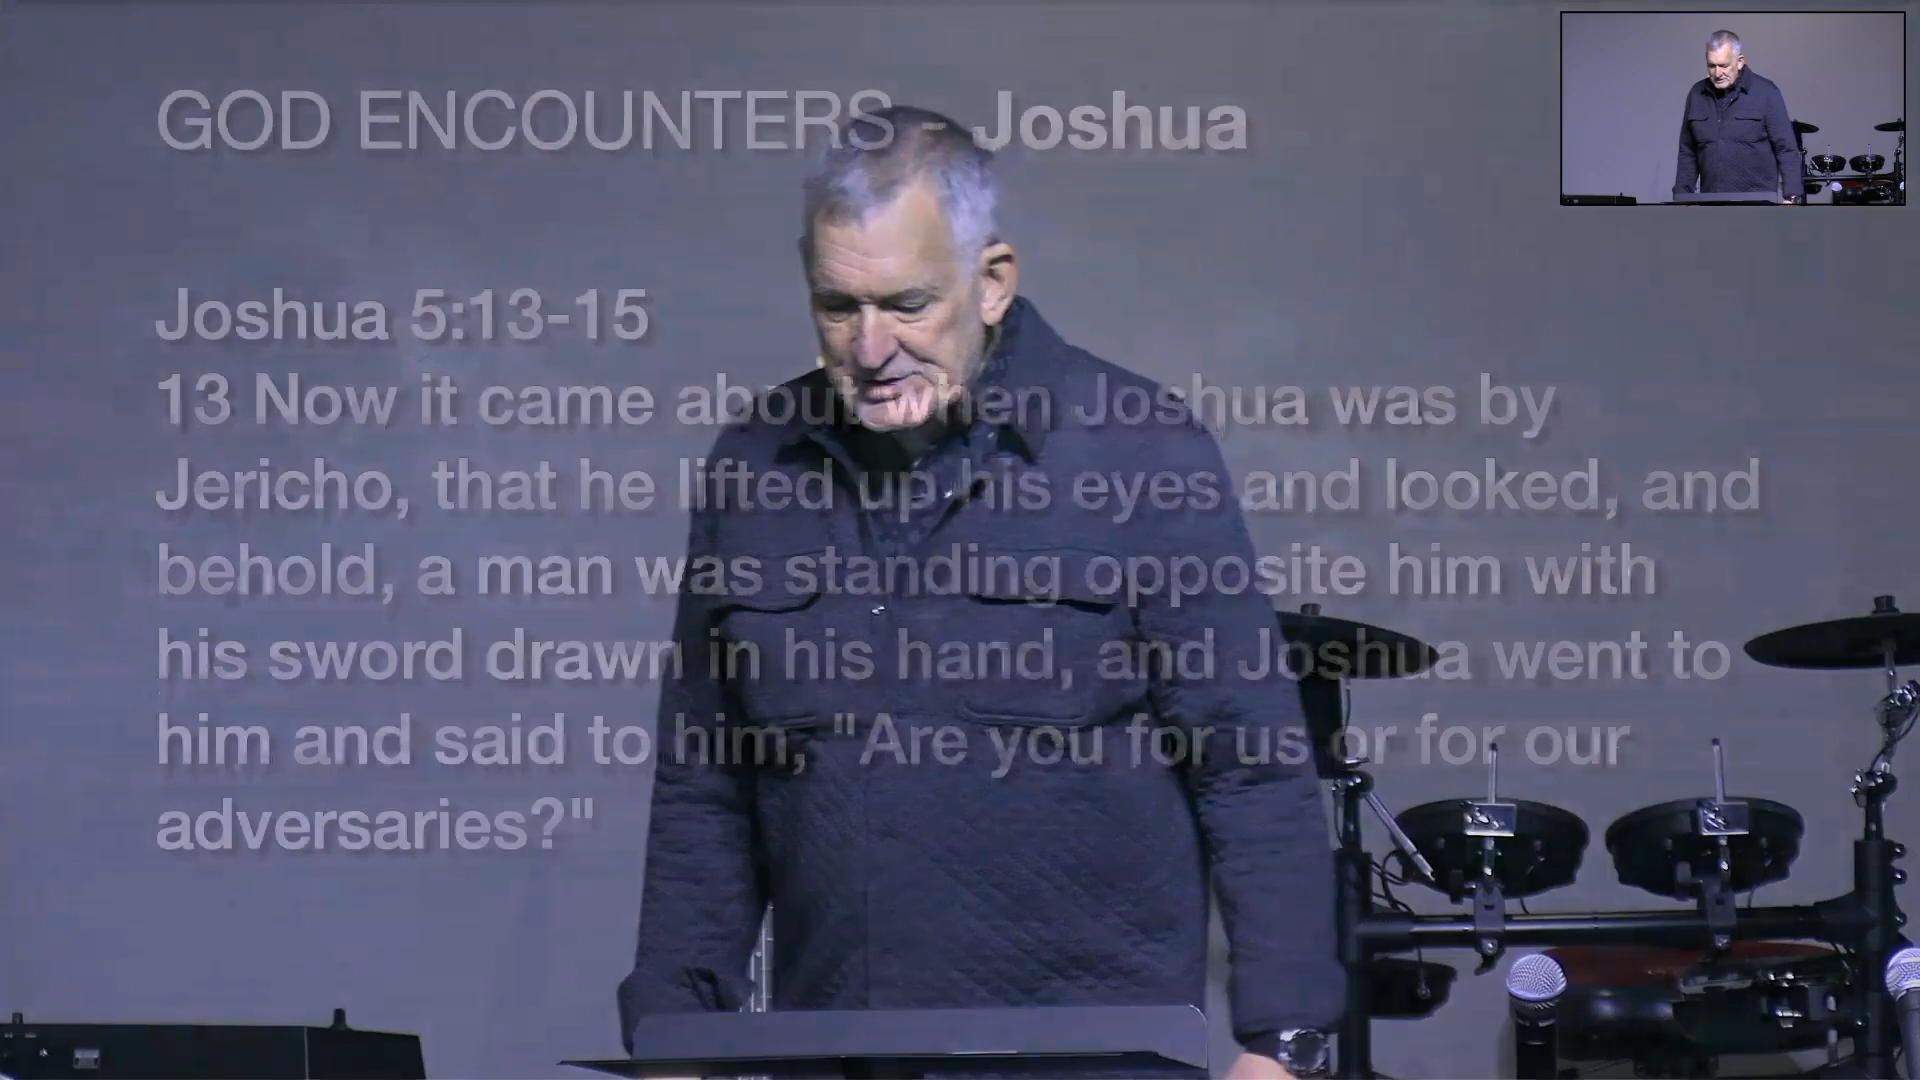 GOD ENCOUNTERS - Joshua
Joshua 5:13-15
13 Now it came about when Joshua was by
Jericho, that he lifted up his eyes and looked, and
behold, a man was standing opposite him with
his sword drawn in his hand, and Joshua went to
him and said to him, "Are you for us or for our
adversaries?"